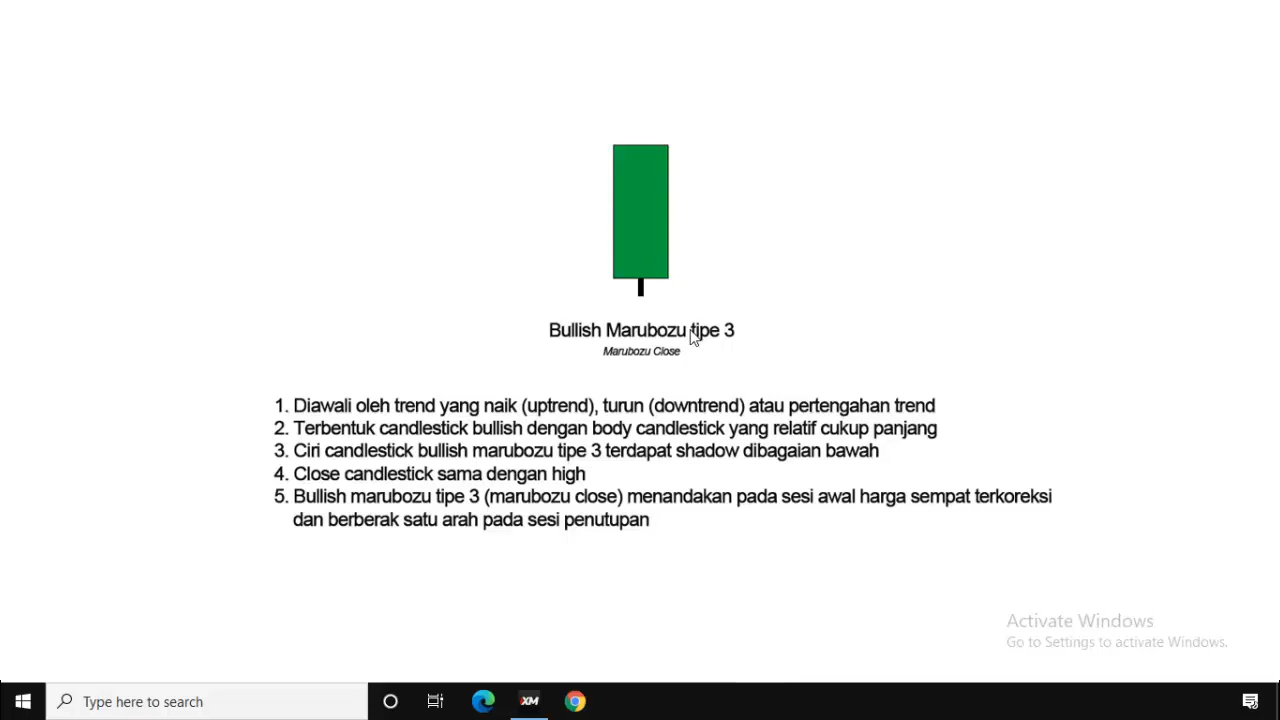 Bullish Marubozu tipe 3
Marubozu Close
1. Diawali oleh trend yang naik (uptrend), turun (downtrend) atau pertengahan trend
2. Terbentuk candlestick bullish dengan body candlestick yang relatif cukup panjang
3. Ciri candlestick bullish marubozu tipe 3 terdapat shadow dibagaian bawah
4. Close candlestick sama dengan high
5. Bullish marubozu tipe 3 (marubozu close) menandakan pada sesi awal harga sempat terkoreksi
dan berberak satu arah pada sesi penutupan
Activate Windows
Go to Settings to activate Windows.
Type here to search
XM